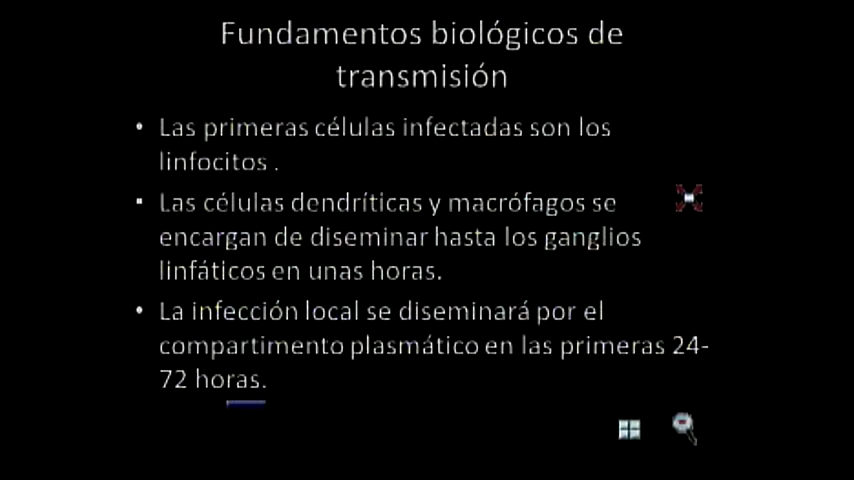 Fundamentos biológicos de
transmisión
• Las primeras células infectadas son los
linfocitos .
▪ Las células dendríticas y macrófagos se
encargan de diseminar hasta los ganglios
linfáticos en unas horas.
• La infección local se diseminará por el
compartimento plasmático en las primeras 24-
72 horas.